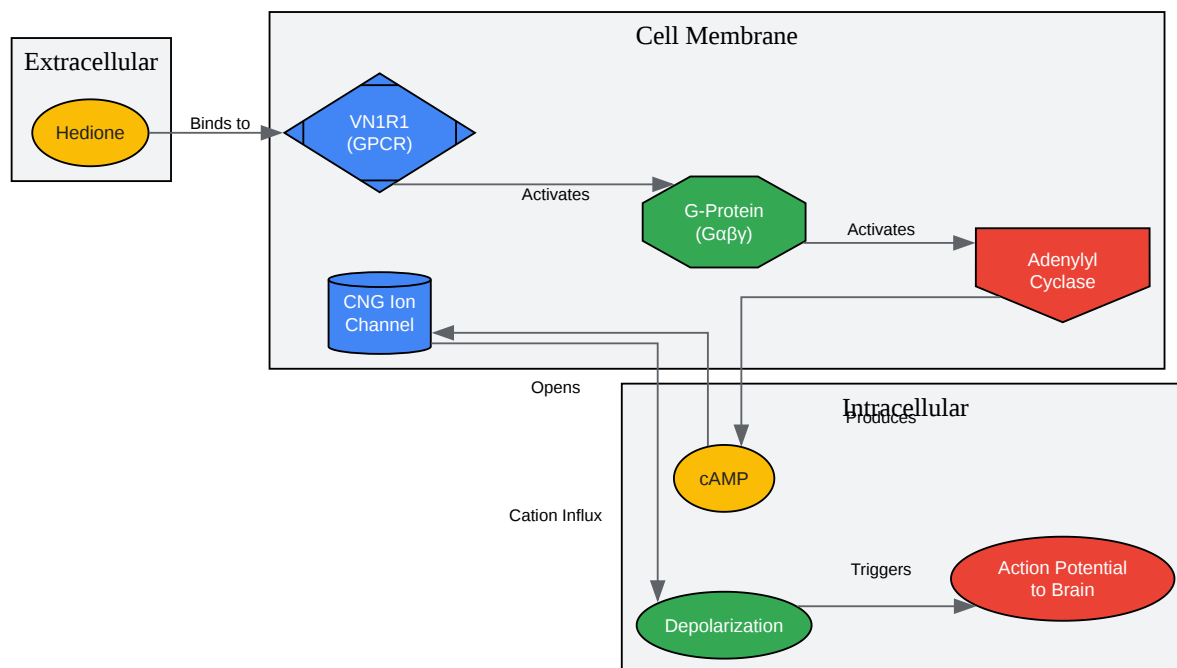 Cell Membrane
Extracellular
Hedione
Binds to
VN1R1
(GPCR)
Activates
G-Protein
(Gαβγ)
Activates
Adenylyl
Cyclase
CNG Ion
Channel
Opens
Intracellular
Produces
cAMP
Cation Influx
Triggers
Action Potential
to Brain
Depolarization